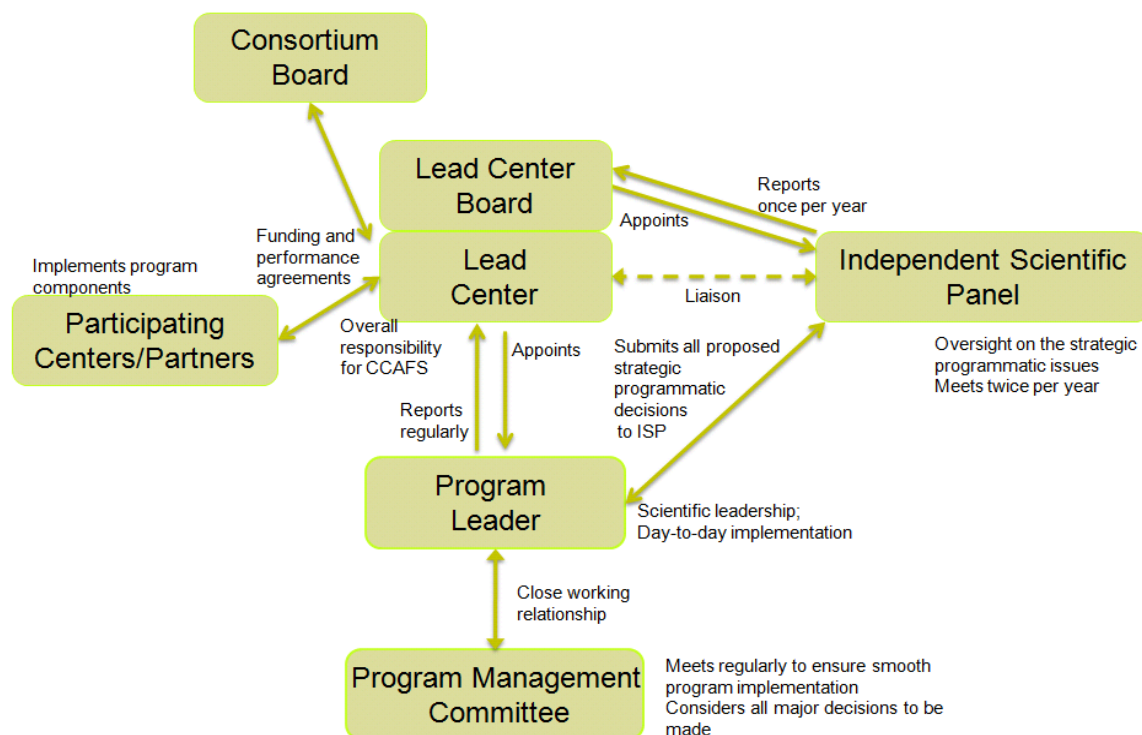 Consortium
Board
Lead Center
Board
Reports
once per year
Appoints
Funding and
performance
agreements
Implements program
components
Lead
Center
Independent Scientific
Panel
Liaison
Participating
Centers/Partners
Overall
responsibility
for CCAFS
Appoints
Submits all proposed
strategic
programmatic
decisions
to ISP
Oversight on the strategic
programmatic issues
Meets twice per year
Reports
regularly
Program
Leader
Scientific leadership;
Day-to-day implementation
Close working
relationship
Program Management
Committee
Meets regularly to ensure smooth
program implementation
Considers all major decisions to be
made